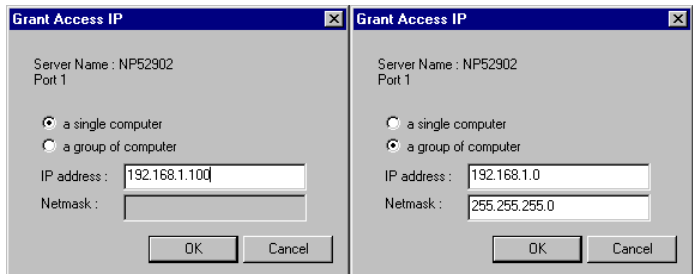 Grant Access IP
Server Name : NP52902
Port 1
a single computer
a group of computer
IP address : 192.168.1.100
Netmask :
OK Cancel
Grant Access IP
Server Name : NP52902
Port 1
a single computer
a group of computer
IP address : 192.168.1.0
Netmask : 255.255.255.0
OK Cancel